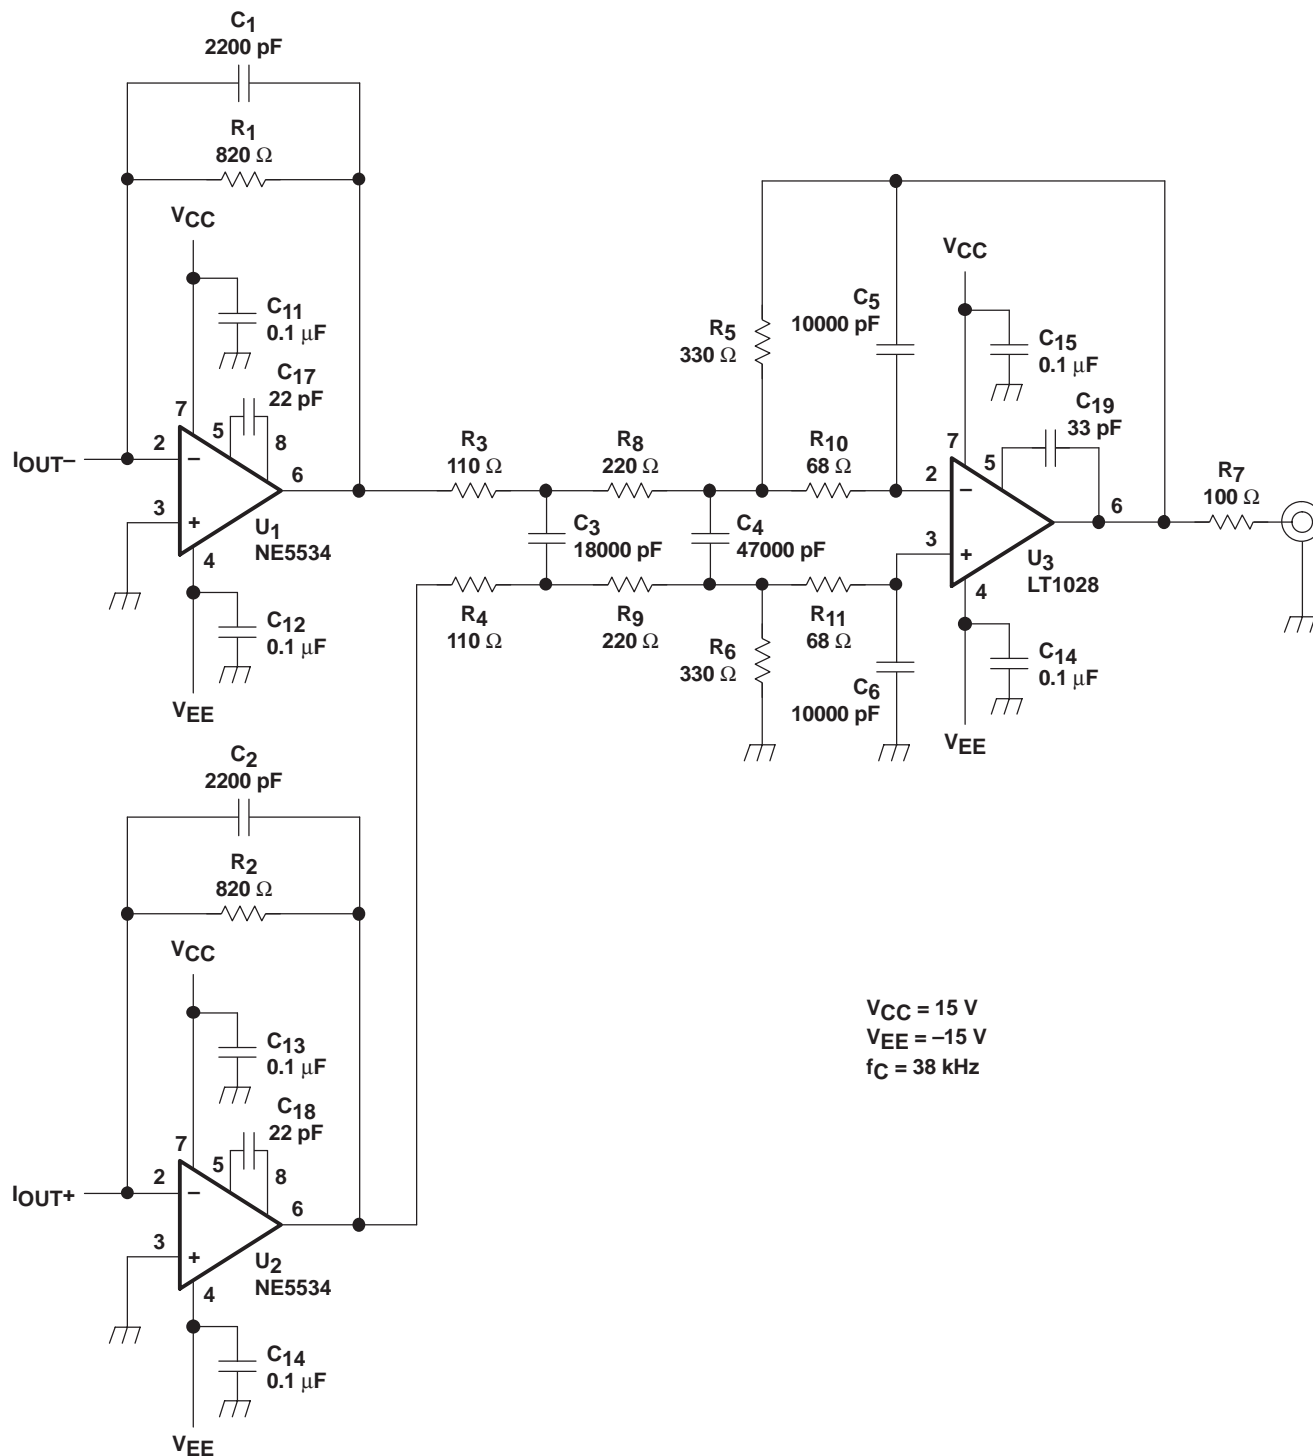 C1
2200 pF
R1
820 Ω
VCC
C11
0.1 μF
C17
22 pF
7
5
8
2
IOUT–
–
6
3
+
U1
NE5534
4
C12
0.1 μF
VEE
R3
110 Ω
R8
220 Ω
R10
68 Ω
C3
18000 pF
C4
47000 pF
R4
110 Ω
R9
220 Ω
R11
68 Ω
R5
330 Ω
C5
10000 pF
R6
330 Ω
C6
10000 pF
VCC
C15
0.1 μF
C19
33 pF
7
5
2
–
6
3
+
U3
LT1028
4
R7
100 Ω
C14
0.1 μF
VEE
C2
2200 pF
R2
820 Ω
VCC
C13
0.1 μF
C18
22 pF
7
5
8
2
IOUT+
–
6
3
+
U2
NE5534
4
C14
0.1 μF
VEE
VCC = 15 V
VEE = –15 V
fC = 38 kHz